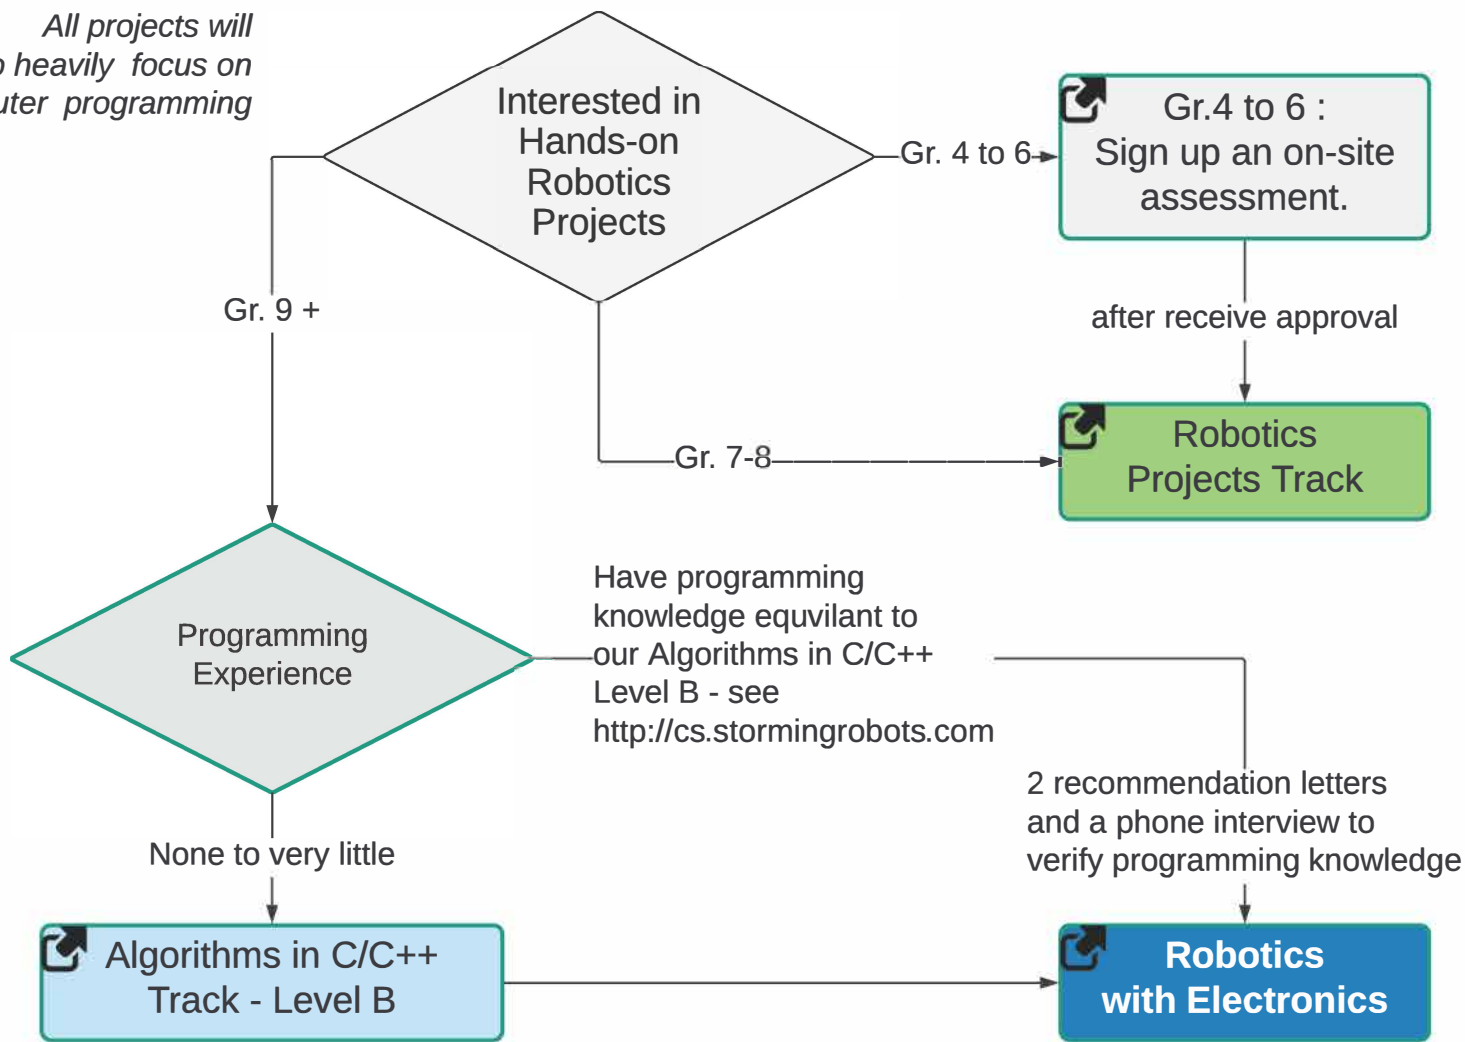 All projects will
heavily focus on
programming
Interested in
Hands-on
Robotics
Projects
Gr. 4 to 6
Gr.4 to 6 :
Sign up an on-site
assessment.
Gr. 9 +
after receive approval
Gr. 7-8
Robotics
Projects Track
Programming
Experience
Have programming
knowledge equvilant to
our Algorithms in C/C++
Level B - see
http://cs.stormingrobots.com
2 recommendation letters
and a phone interview to
verify programming knowledge
None to very little
Algorithms in C/C++
Track - Level B
Robotics
with Electronics